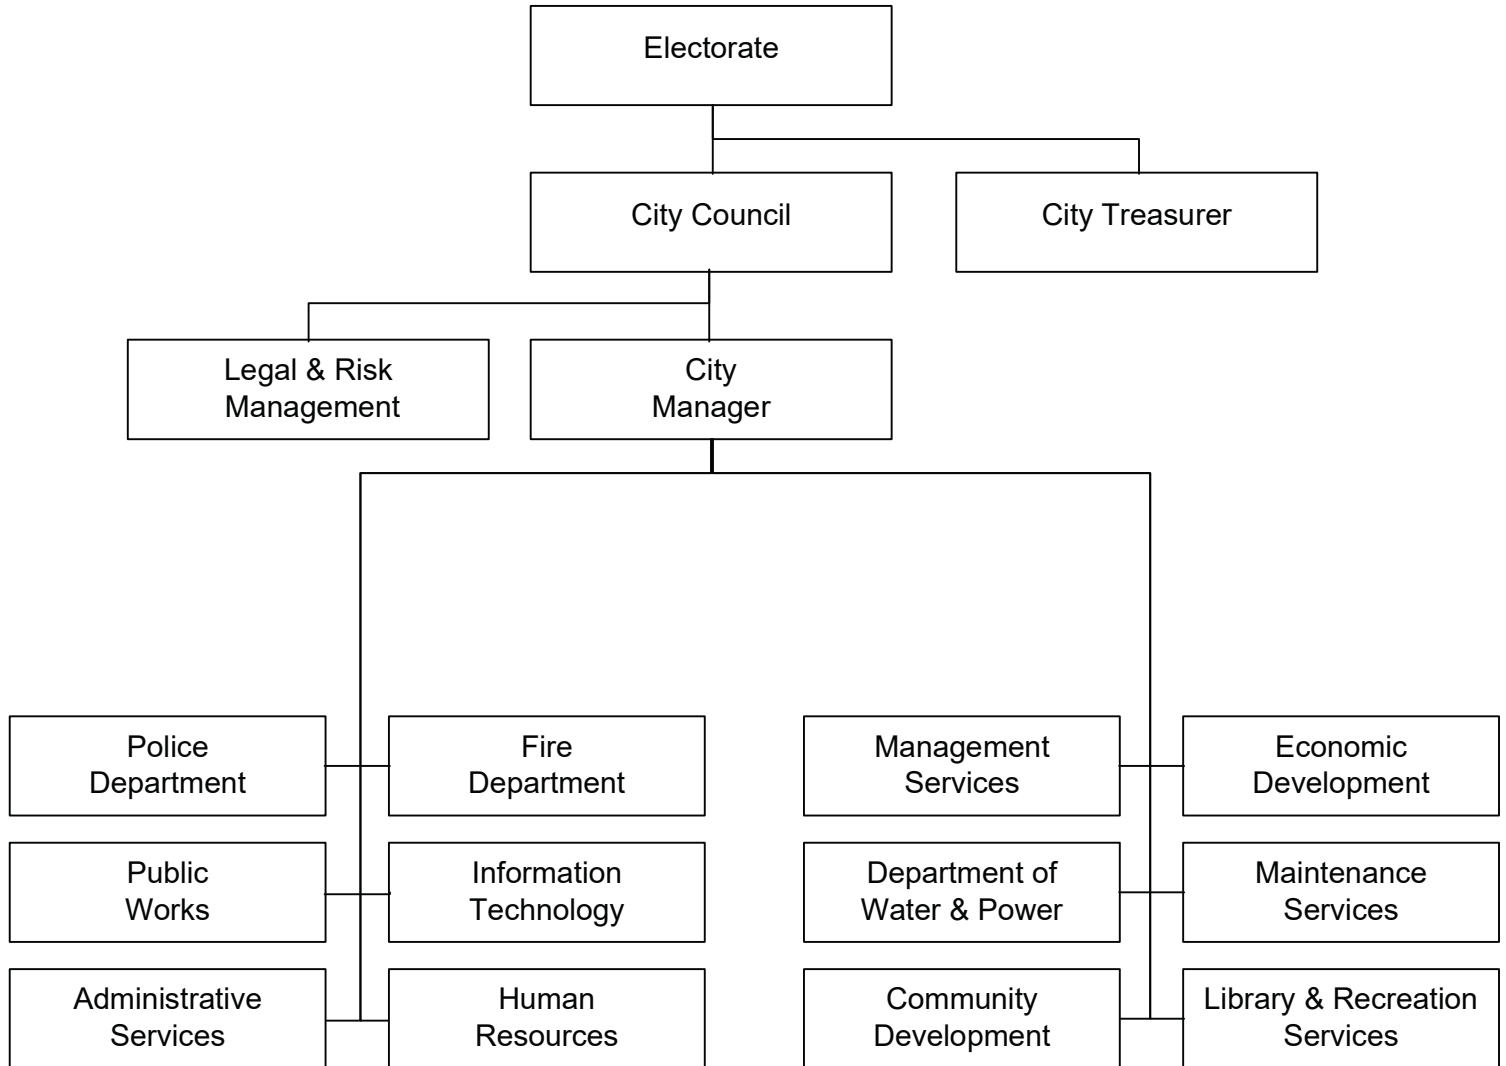 Electorate
City Council
City Treasurer
Legal & Risk
Management
City
Manager
Police
Department
Fire
Department
Management
Services
Economic
Development
Public
Works
Information
Technology
Department of
Water & Power
Maintenance
Services
Administrative
Services
Human
Resources
Community
Development
Library & Recreation
Services